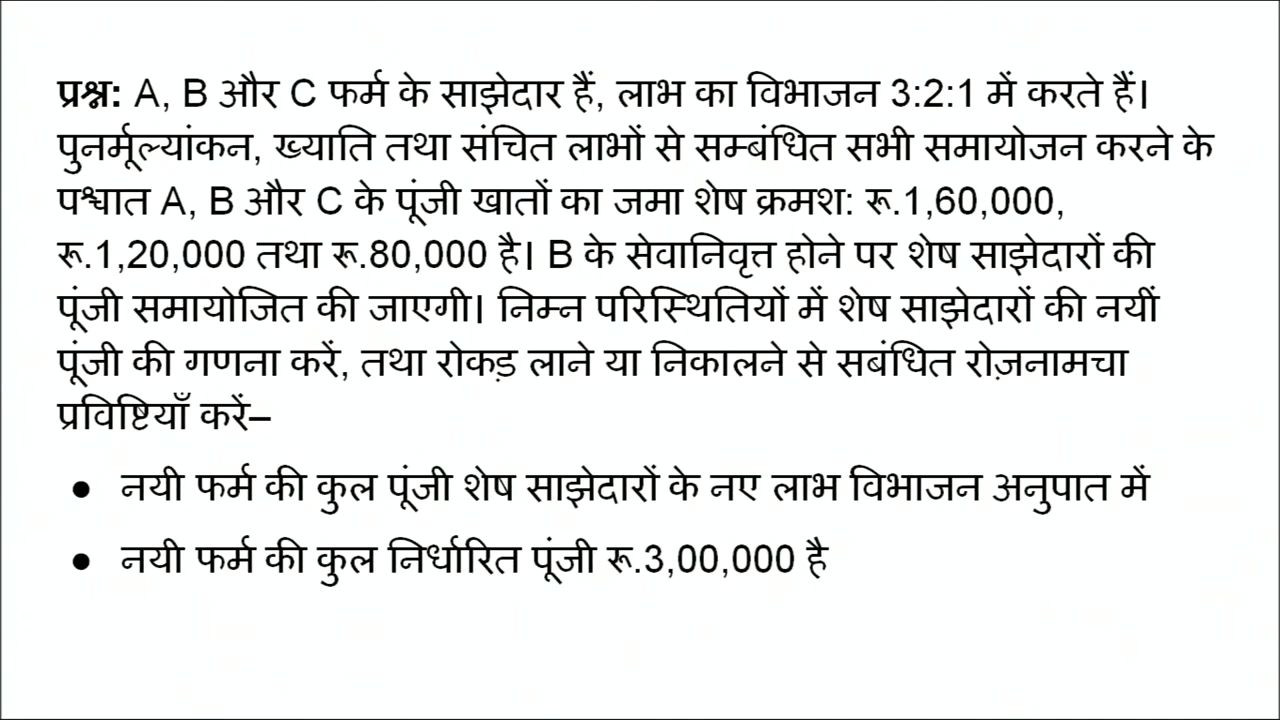 प्रश्न: A, B और C फर्म के साझेदार हैं, लाभ का विभाजन 3:2:1 में करते हैं।
पुनर्मूल्यांकन, ख्याति तथा संचित लाभों से सम्बंधित सभी समायोजन करने के
पश्चात A, B और C के पूंजी खातों का जमा शेष क्रमश: रू.1,60,000,
रू.1,20,000 तथा रू.80,000 है। B के सेवानिवृत्त होने पर शेष साझेदारों की
पूंजी समायोजित की जाएगी। निम्न परिस्थितियों में शेष साझेदारों की नयीं
पूंजी की गणना करें, तथा रोकड़ लाने या निकालने से सबंधित रोज़नामचा
प्रविष्टियाँ करें–
● नयी फर्म की कुल पूंजी शेष साझेदारों के नए लाभ विभाजन अनुपात में
● नयी फर्म की कुल निर्धारित पूंजी रू.3,00,000 है